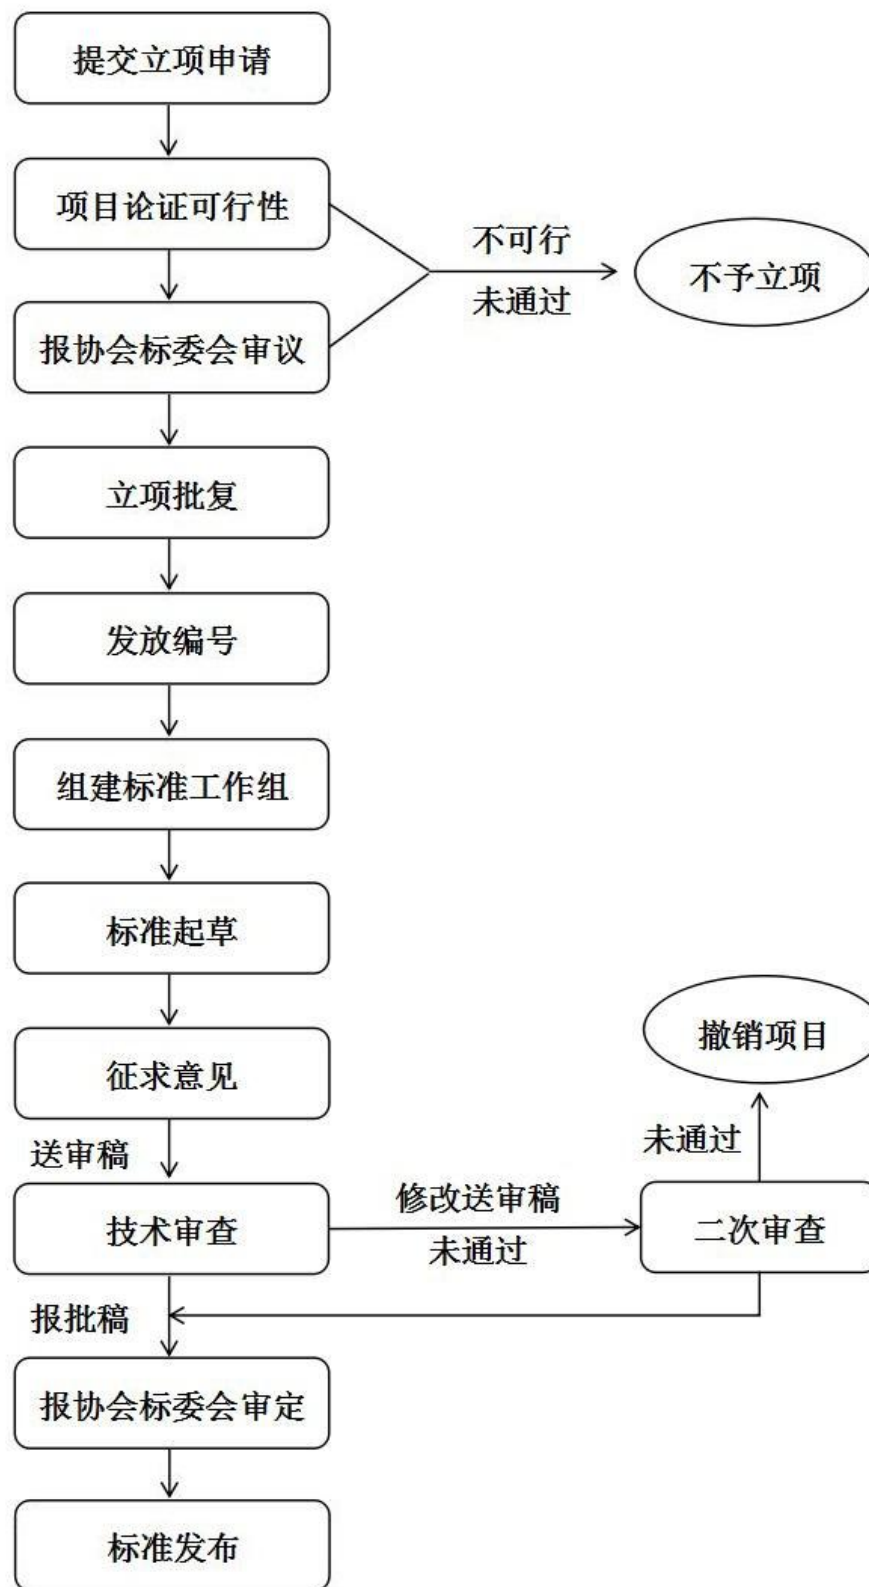 提交立项申请
项目论证可行性
不可行
未通过
不予立项
报协会标委会审议
立项批复
发放编号
组建标准工作组
标准起草
撤销项目
征求意见
送审稿
未通过
技术审查
修改送审稿
未通过
二次审查
报批稿
报协会标委会审定
标准发布